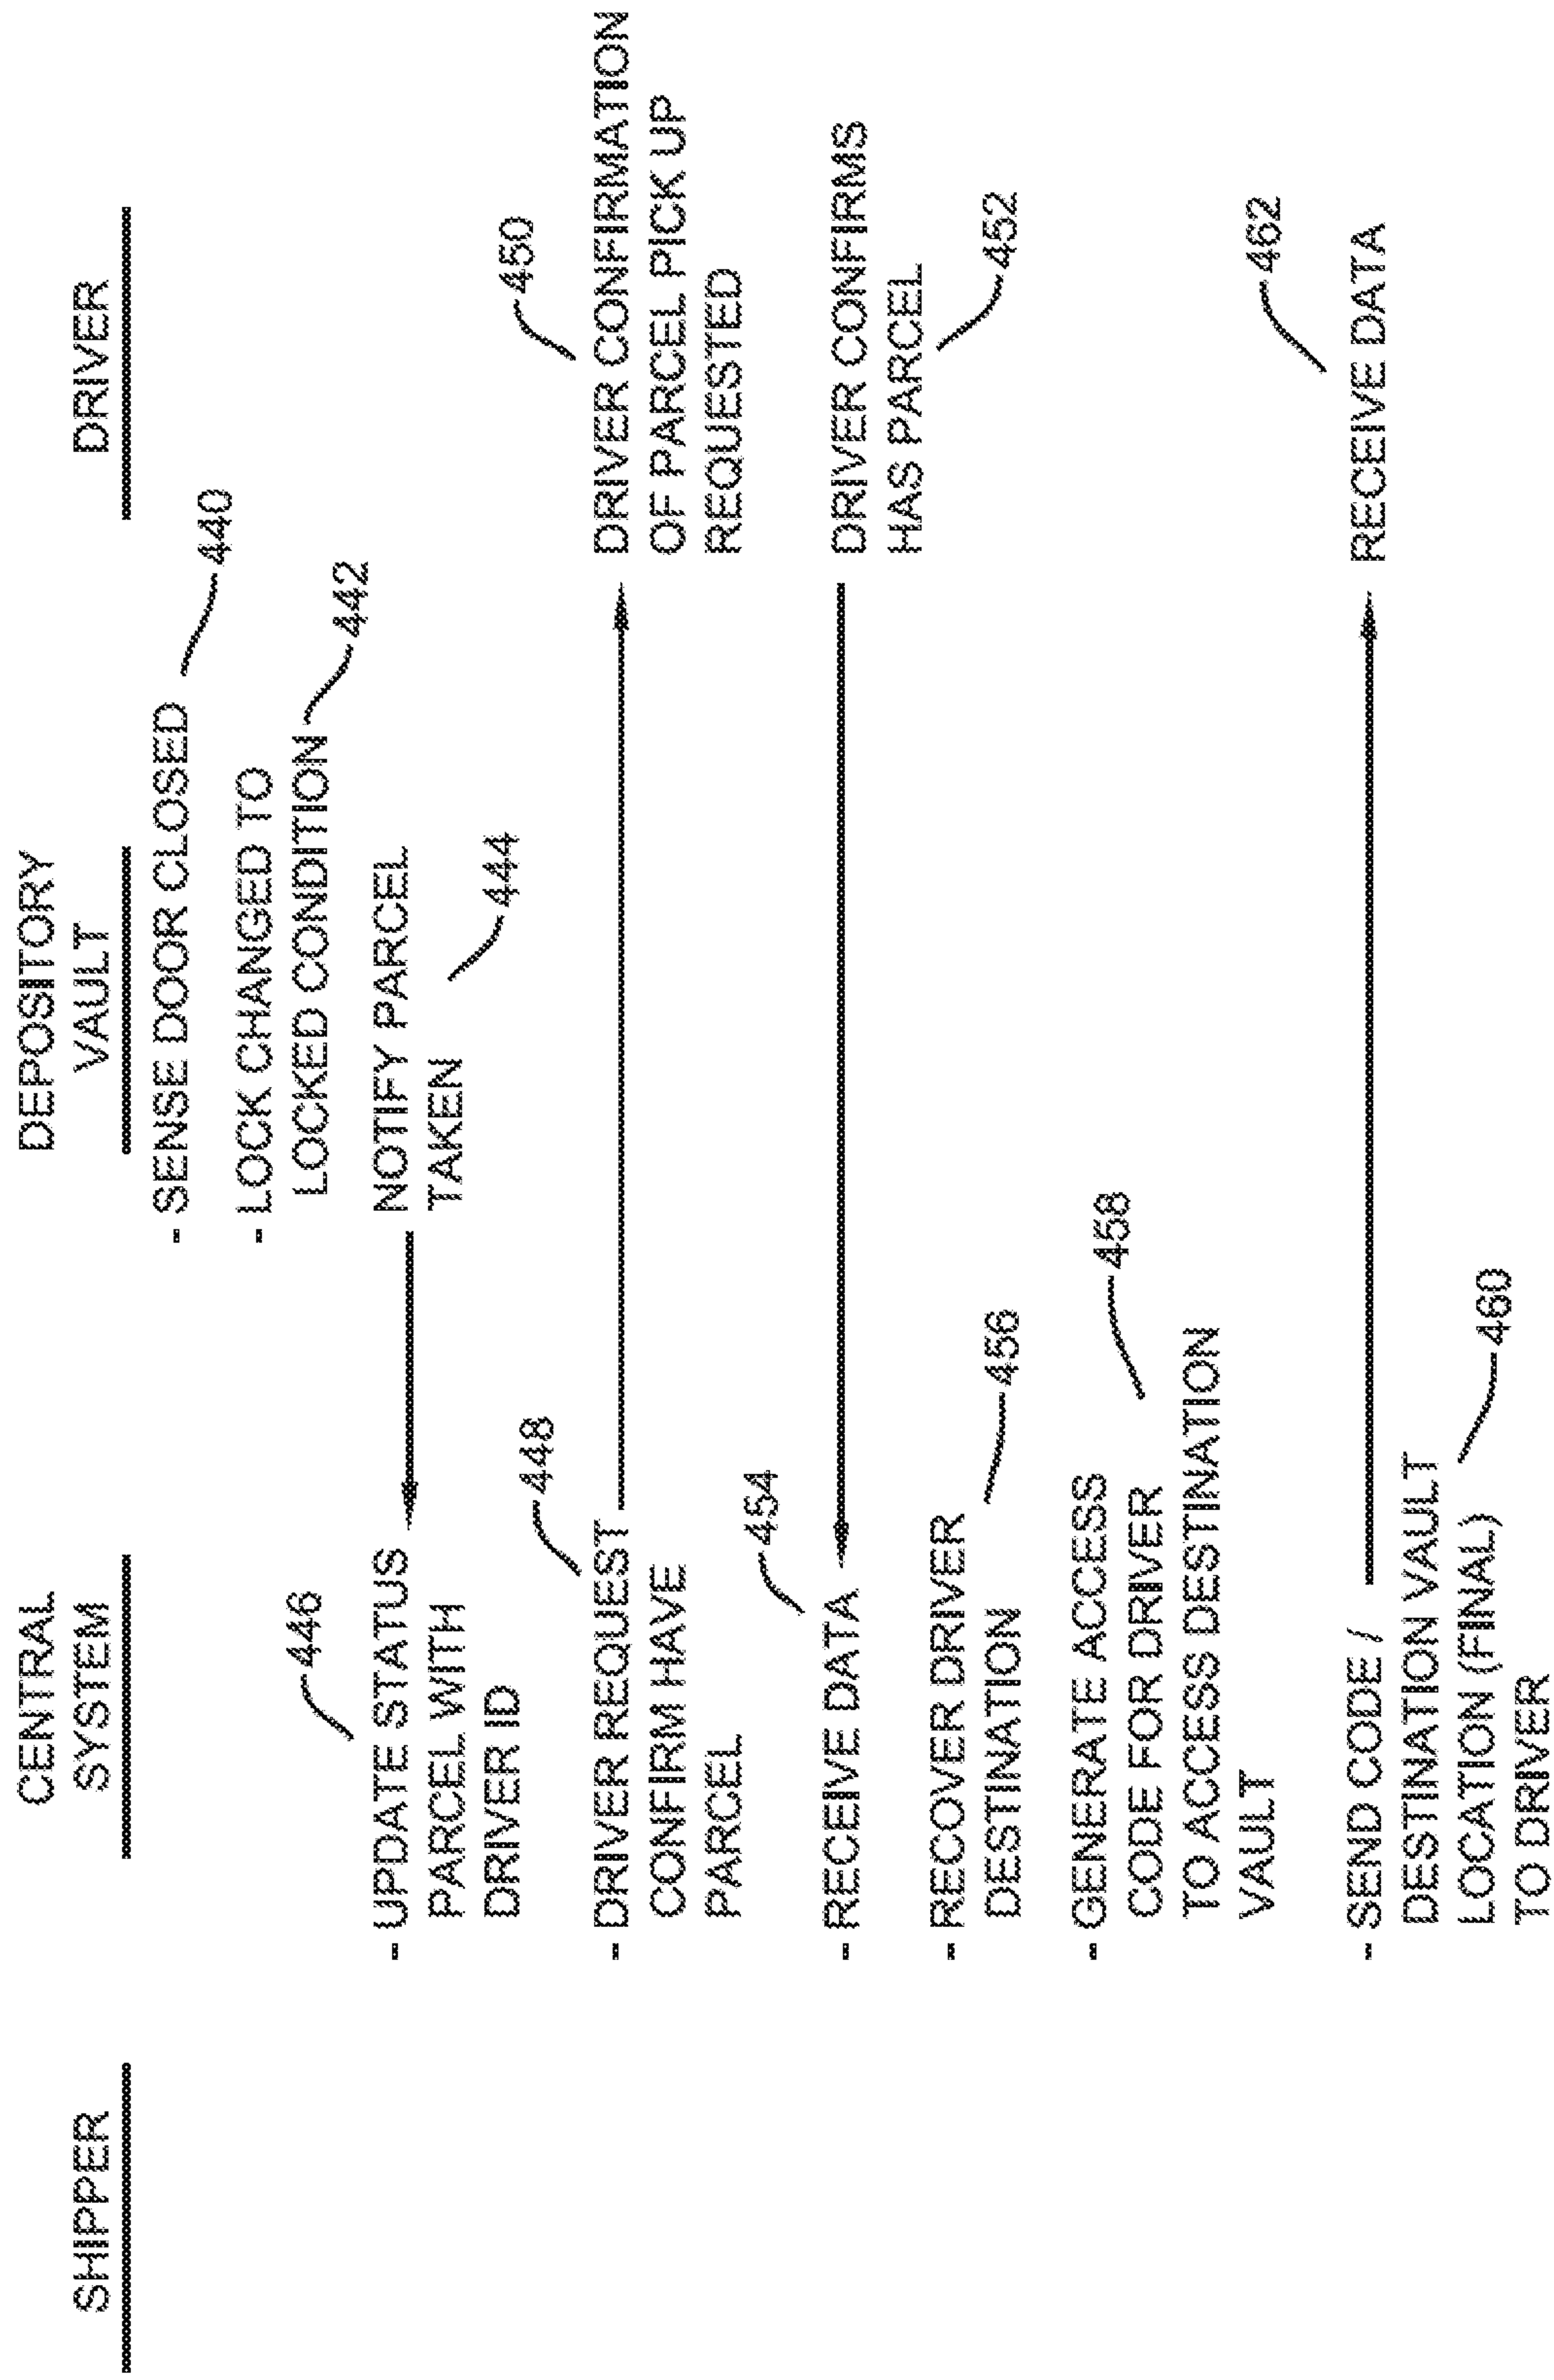 SHIPPER
CENTRAL
SYSTEM
DEPOSITORY
VAULT
DRIVER
- SENSE DOOR CLOSED
440
- LOCK CHANGED TO
LOCKED CONDITION
442
NOTIFY PARCEL
TAKEN
444
446
- UPDATE STATUS
PARCEL WITH
DRIVER ID
448
- DRIVER REQUEST
CONFIRM HAVE
PARCEL
450
DRIVER CONFIRMATION
OF PARCEL PICK UP
REQUESTED
DRIVER CONFIRMS
HAS PARCEL
452
454
- RECEIVE DATA
- RECOVER DRIVER
DESTINATION
456
- GENERATE ACCESS
CODE FOR DRIVER
TO ACCESS DESTINATION
VAULT
458
- SEND CODE /
DESTINATION VAULT
LOCATION (FINAL)
TO DRIVER
460
462
RECEIVE DATA